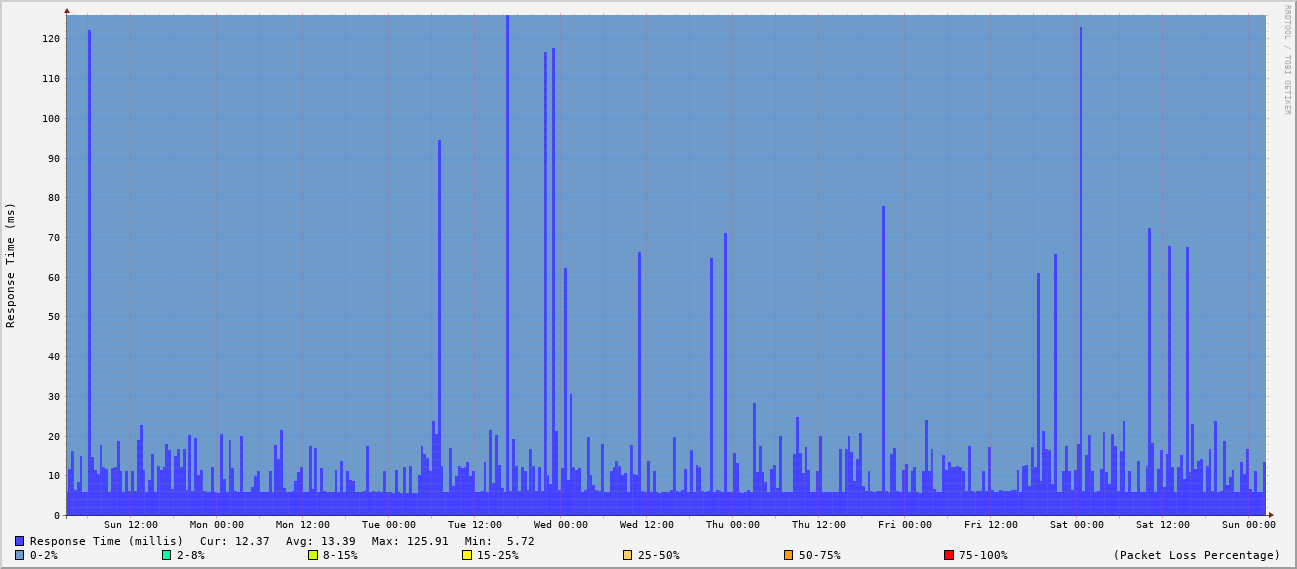 RRDTOOL / TOBI OETIKER
Response Time (ms)
120
110
100
90
80
70
60
50
40
30
20
10
0
Sun 12:00 Mon 00:00 Mon 12:00 Tue 00:00 Tue 12:00 Wed 00:00 Wed 12:00 Thu 00:00 Thu 12:00 Fri 00:00 Fri 12:00 Sat 00:00 Sat 12:00 Sun 00:00
Response Time (millis) Cur: 12.37 Avg: 13.39 Max: 125.91 Min: 5.72
0-2% 2-8% 8-15% 15-25% 25-50% 50-75% 75-100% (Packet Loss Percentage)